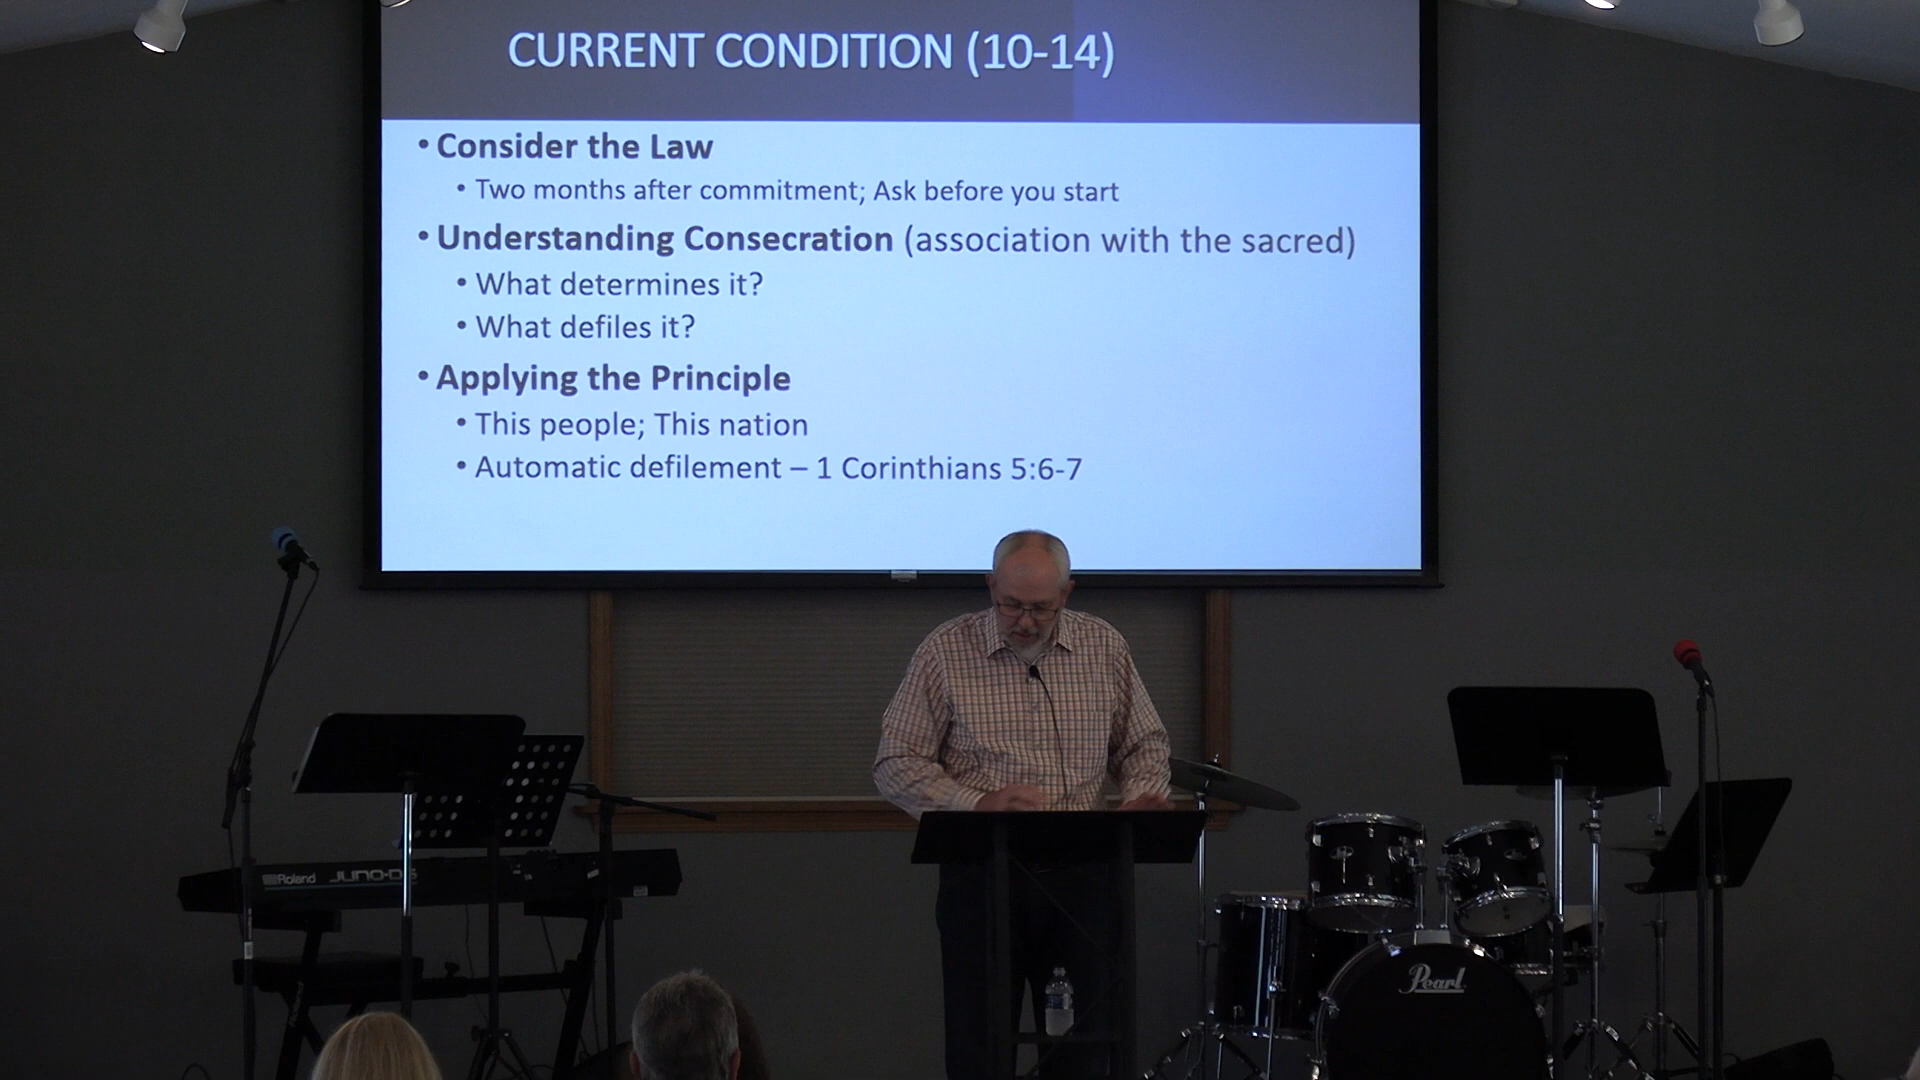 CURRENT CONDITION (10-14)
• Consider the Law
• Two months after commitment; Ask before you start
• Understanding Consecration (association with the sacred)
• What determines it?
• What defiles it?
• Applying the Principle
• This people; This nation
• Automatic defilement – 1 Corinthians 5:6-7
Roland JUNO-DS
Pearl